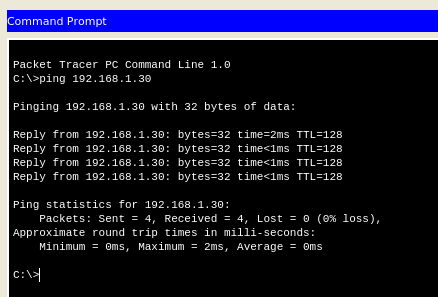 Command Prompt
Packet Tracer PC Command Line 1.0
C:\>ping 192.168.1.30
Pinging 192.168.1.30 with 32 bytes of data:
Reply from 192.168.1.30: bytes=32 time=2ms TTL=128
Reply from 192.168.1.30: bytes=32 time<1ms TTL=128
Reply from 192.168.1.30: bytes=32 time<1ms TTL=128
Reply from 192.168.1.30: bytes=32 time<1ms TTL=128
Ping statistics for 192.168.1.30:
    Packets: Sent = 4, Received = 4, Lost = 0 (0% loss),
Approximate round trip times in milli-seconds:
    Minimum = 0ms, Maximum = 2ms, Average = 0ms
C:\>